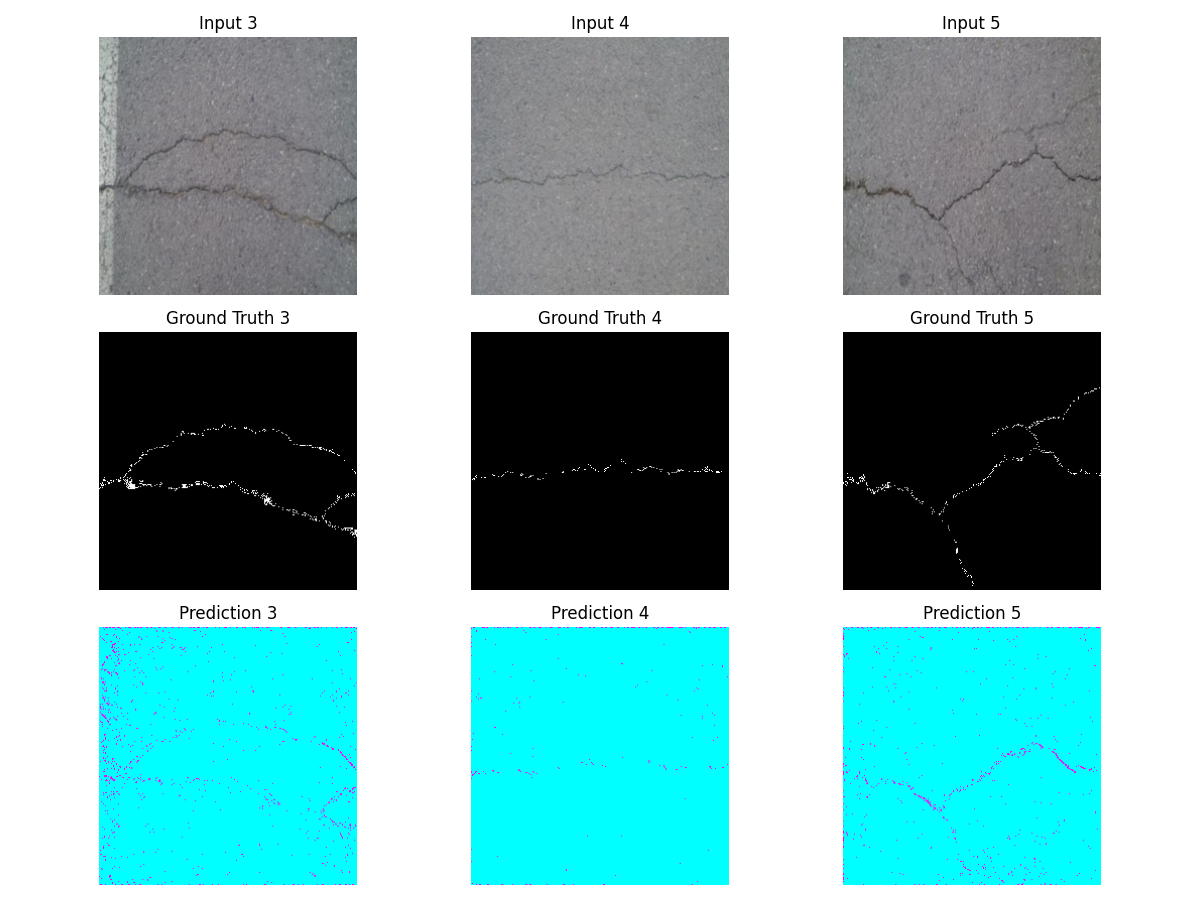 Input 3
Input 4
Input 5
Ground Truth 3
Ground Truth 4
Ground Truth 5
Prediction 3
Prediction 4
Prediction 5